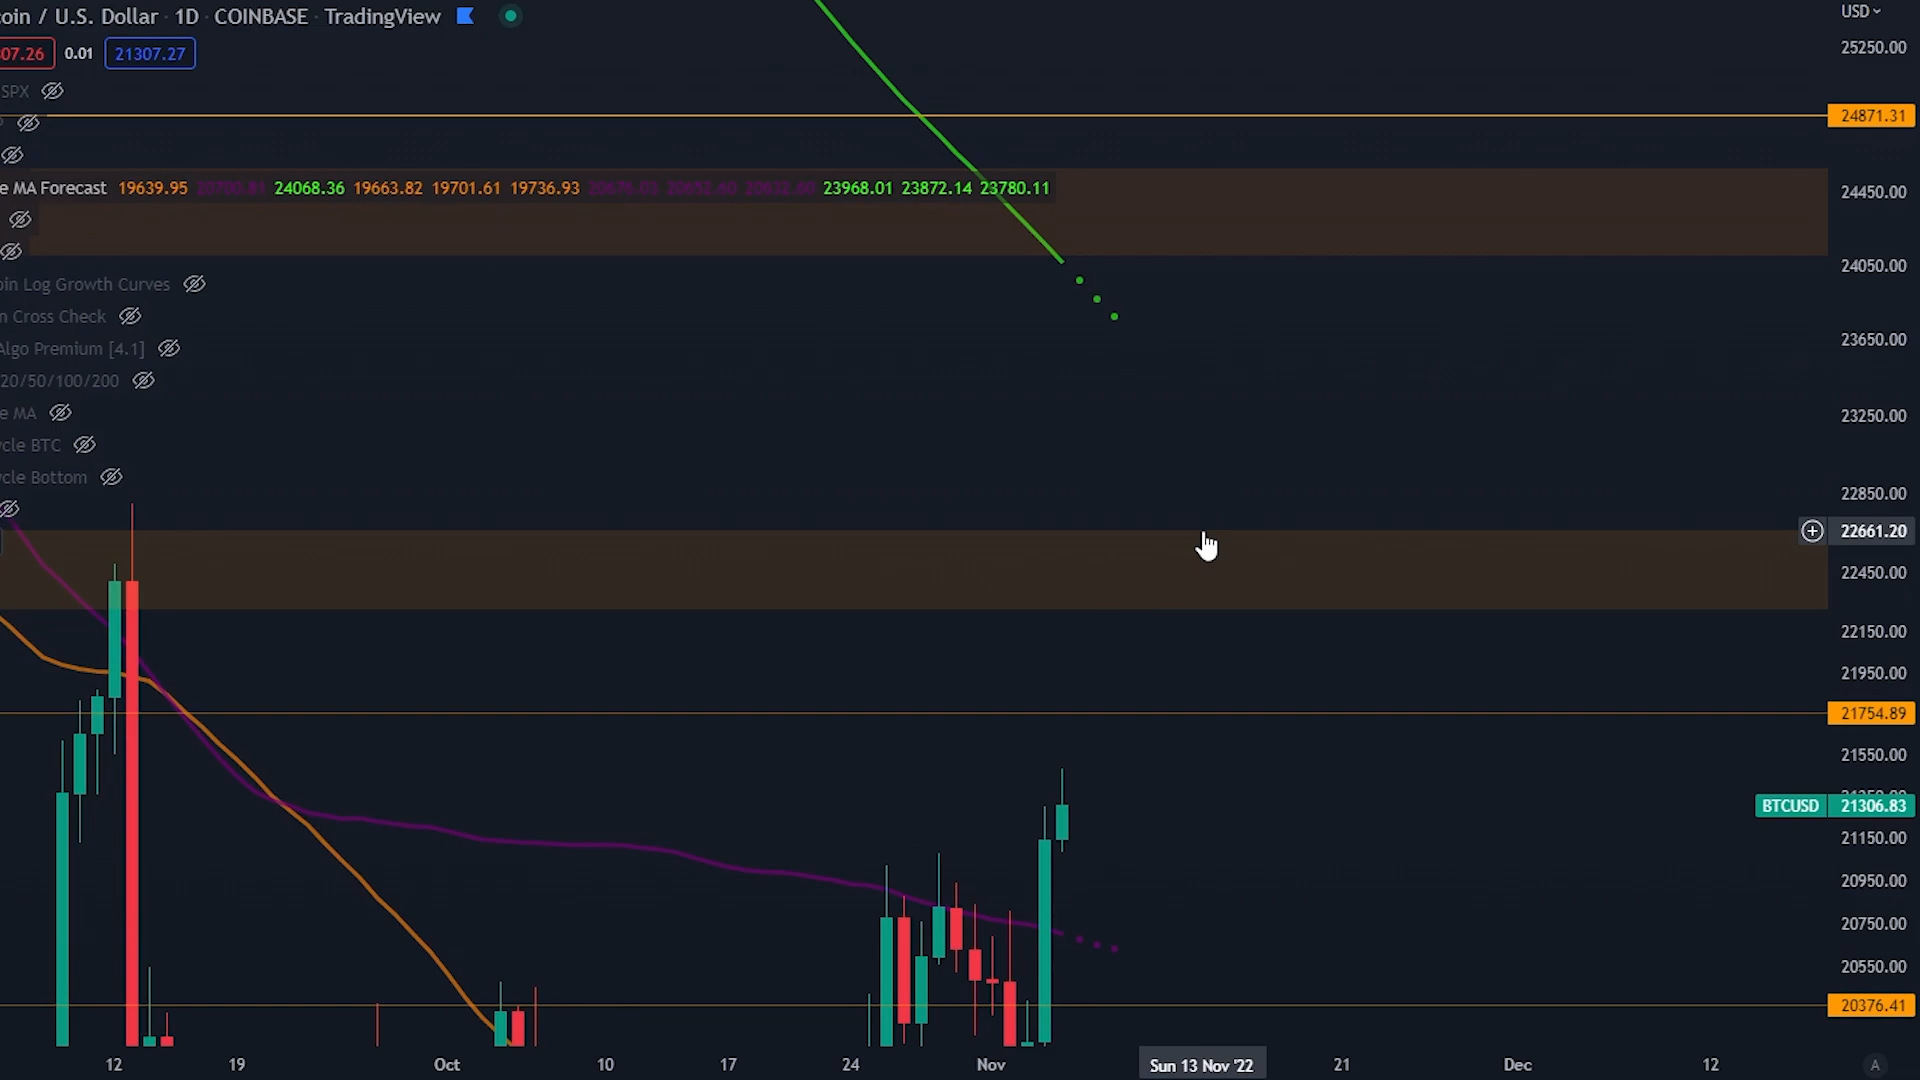 coin / U.S. Dollar · 1D · COINBASE · TradingView
USD
07.26 0.01 21307.27
25250.00
SPX
24871.31
e MA Forecast 19639.95 24068.36 19663.82 19701.61 19736.93 23968.01 23872.14 23780.11
24450.00
24050.00
oin Log Growth Curves
n Cross Check
23650.00
Algo Premium [4.1]
20/50/100/200
e MA
23250.00
ycle BTC
ycle Bottom
22850.00
22661.20
22450.00
22150.00
21950.00
21754.89
21550.00
BTCUSD 21306.83
21150.00
20950.00
20750.00
20550.00
20376.41
12 19 Oct 10 17 24 Nov Sun 13 Nov '22 21 Dec 12 A